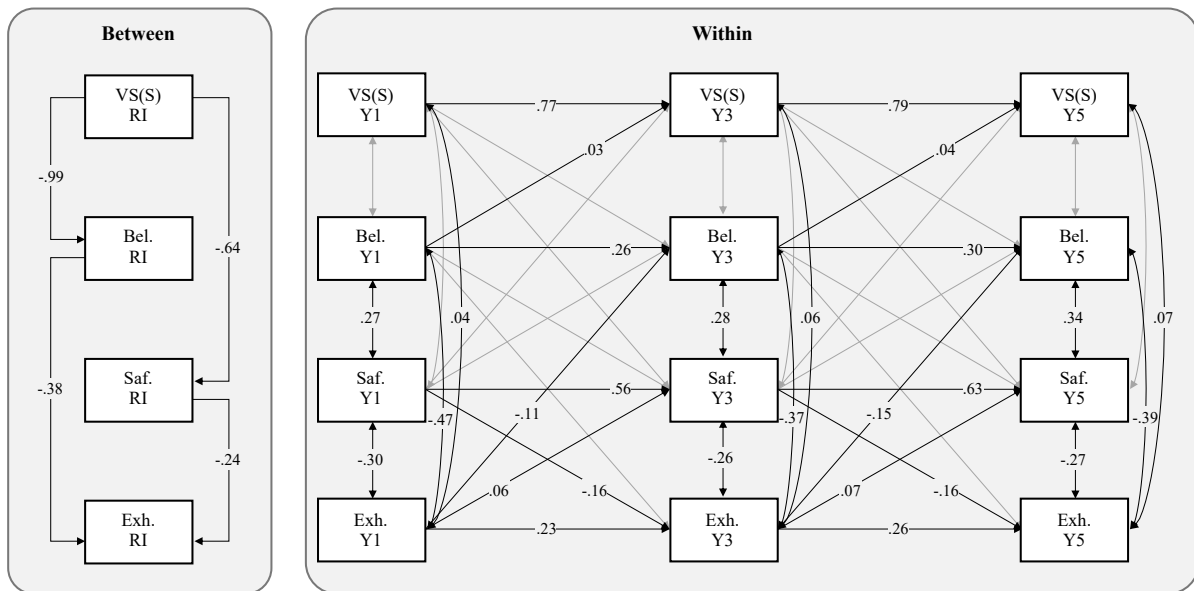 Between
VS(S)
RI
-.99
Bel.
RI
-.64
Saf.
RI
-.38
-.24
Exh.
RI
Within
VS(S)
Y1
.77
VS(S)
Y3
.79
VS(S)
Y5
.03
.04
Bel.
Y1
.26
Bel.
Y3
.30
Bel.
Y5
.27
.04
.28
.06
.34
.07
Saf.
Y1
.56
Saf.
Y3
.63
Saf.
Y5
-.47
-.11
-.37
-.15
-.39
-.30
-.26
-.27
.06
-.16
.07
-.16
Exh.
Y1
.23
Exh.
Y3
.26
Exh.
Y5